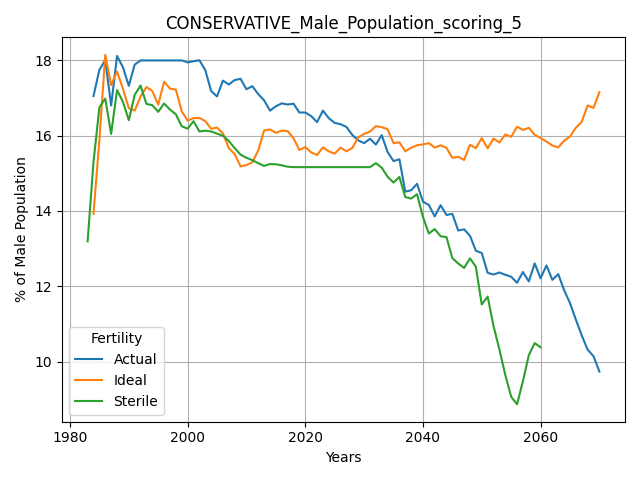 CONSERVATIVE_Male_Population_scoring_5
18
16
14
12
10
% of Male Population
Fertility
Actual
Ideal
Sterile
1980
2000
2020
2040
2060
Years